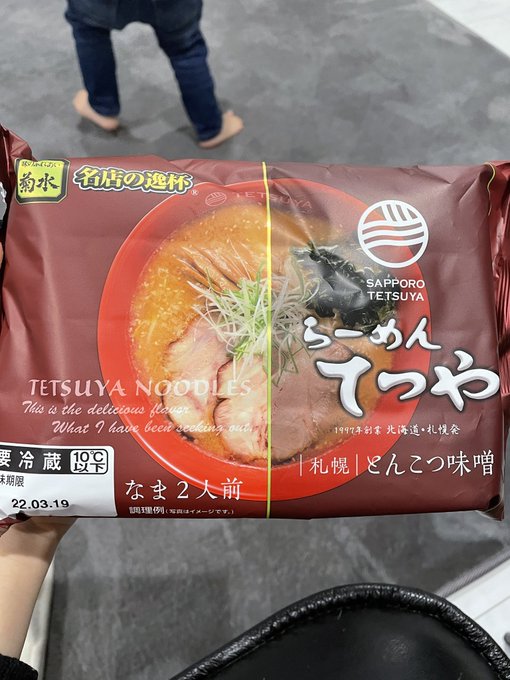 菊水
名店の逸杯®
TETSUYA
SAPPORO
TETSUYA
らーめん
てつや
1997年創業 北海道・札幌発
札幌
とんこつ味噌
TETSUYA NOODLES
This is the delicious flavor
What I have been seeking out.
要冷蔵 10℃以下
味期限
22.03.19
なま2人前
調理例(写真はイメージです。)